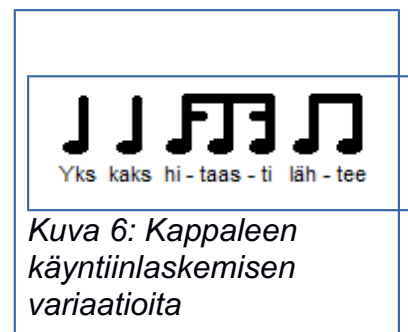 Yks kaks hi - taas - ti läh - tee
Kuva 6: Kappaleen
käyntiinlaskemisen
variaatioita